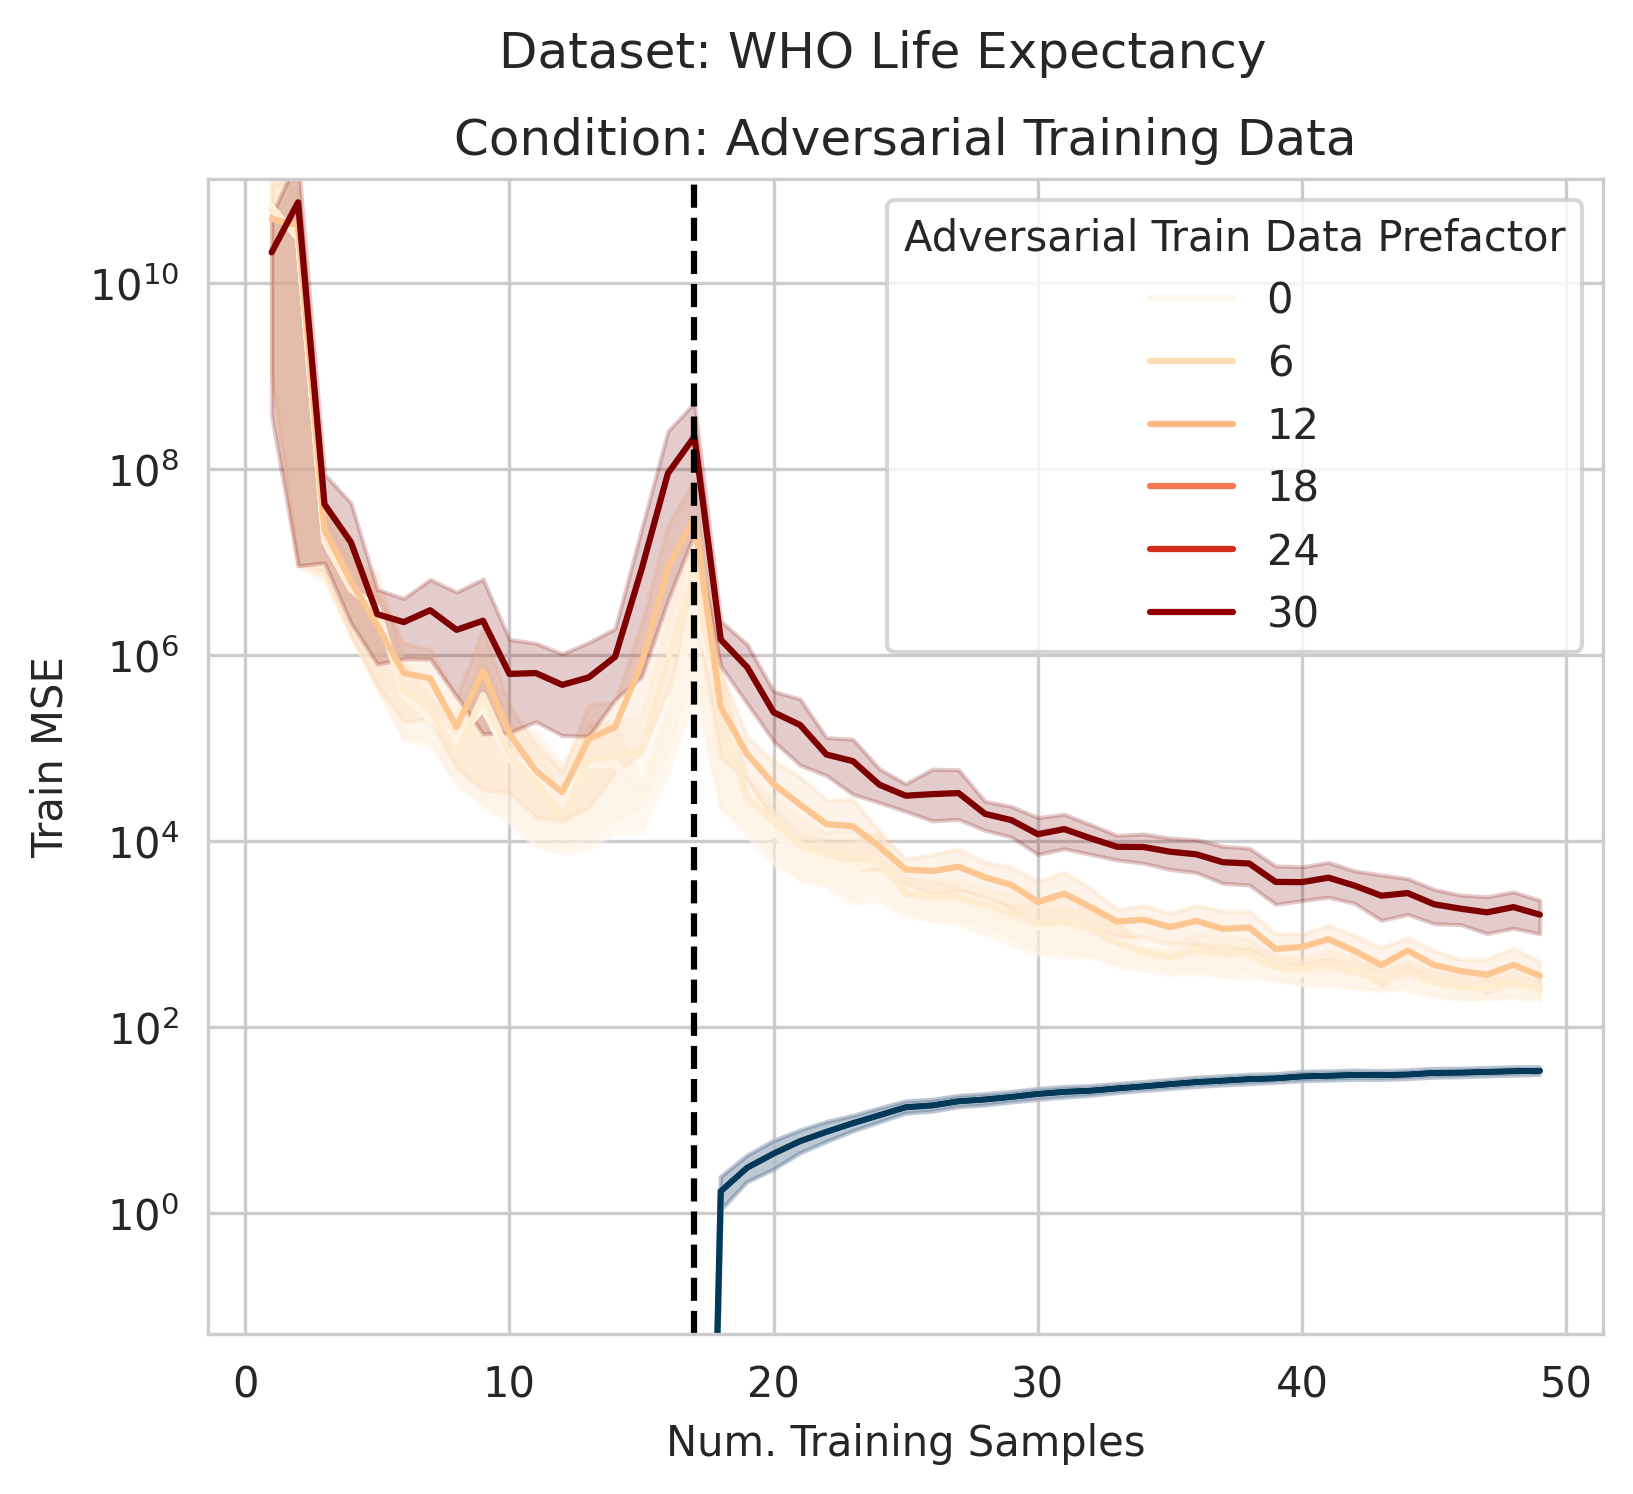 Dataset: WHO Life Expectancy
Condition: Adversarial Training Data
Adversarial Train Data Prefactor
0
6
12
18
24
30
Train MSE
10^10
10^8
10^6
10^4
10^2
10^0
0 10 20 30 40 50
Num. Training Samples